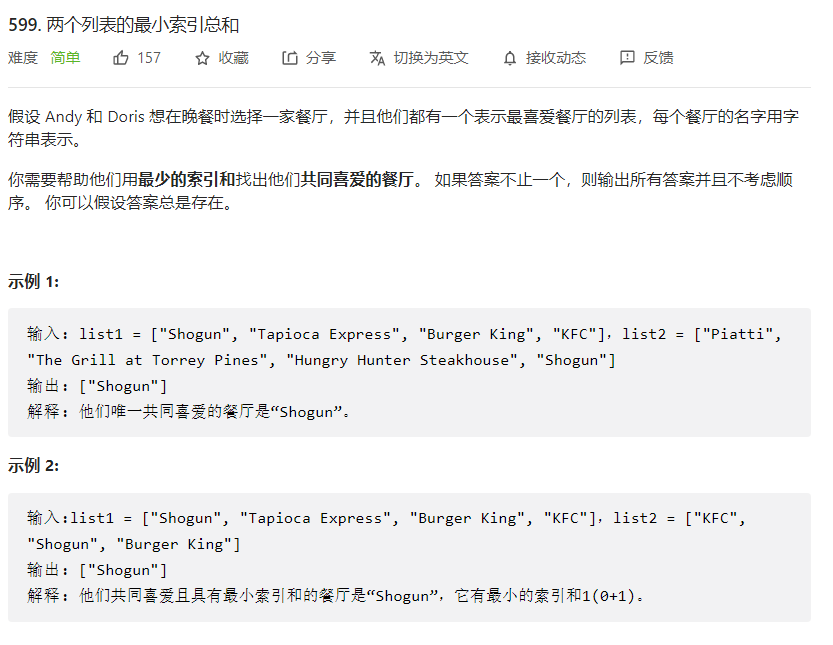 599. 两个列表的最小索引总和
难度 简单 157 收藏 分享 切换为英文 接收动态 反馈
假设 Andy 和 Doris 想在晚餐时选择一家餐厅，并且他们都有一个表示最喜爱餐厅的列表，每个餐厅的名字用字
符串表示。
你需要帮助他们用最少的索引和找出他们共同喜爱的餐厅。 如果答案不止一个，则输出所有答案并且不考虑顺
序。 你可以假设答案总是存在。
示例 1:
输入: list1 = ["Shogun", "Tapioca Express", "Burger King", "KFC"]，list2 = ["Piatti",
"The Grill at Torrey Pines", "Hungry Hunter Steakhouse", "Shogun"]
输出: ["Shogun"]
解释: 他们唯一共同喜爱的餐厅是“Shogun”。
示例 2:
输入:list1 = ["Shogun", "Tapioca Express", "Burger King", "KFC"]，list2 = ["KFC",
"Shogun", "Burger King"]
输出: ["Shogun"]
解释: 他们共同喜爱且具有最小索引和的餐厅是“Shogun”，它有最小的索引和1(0+1)。